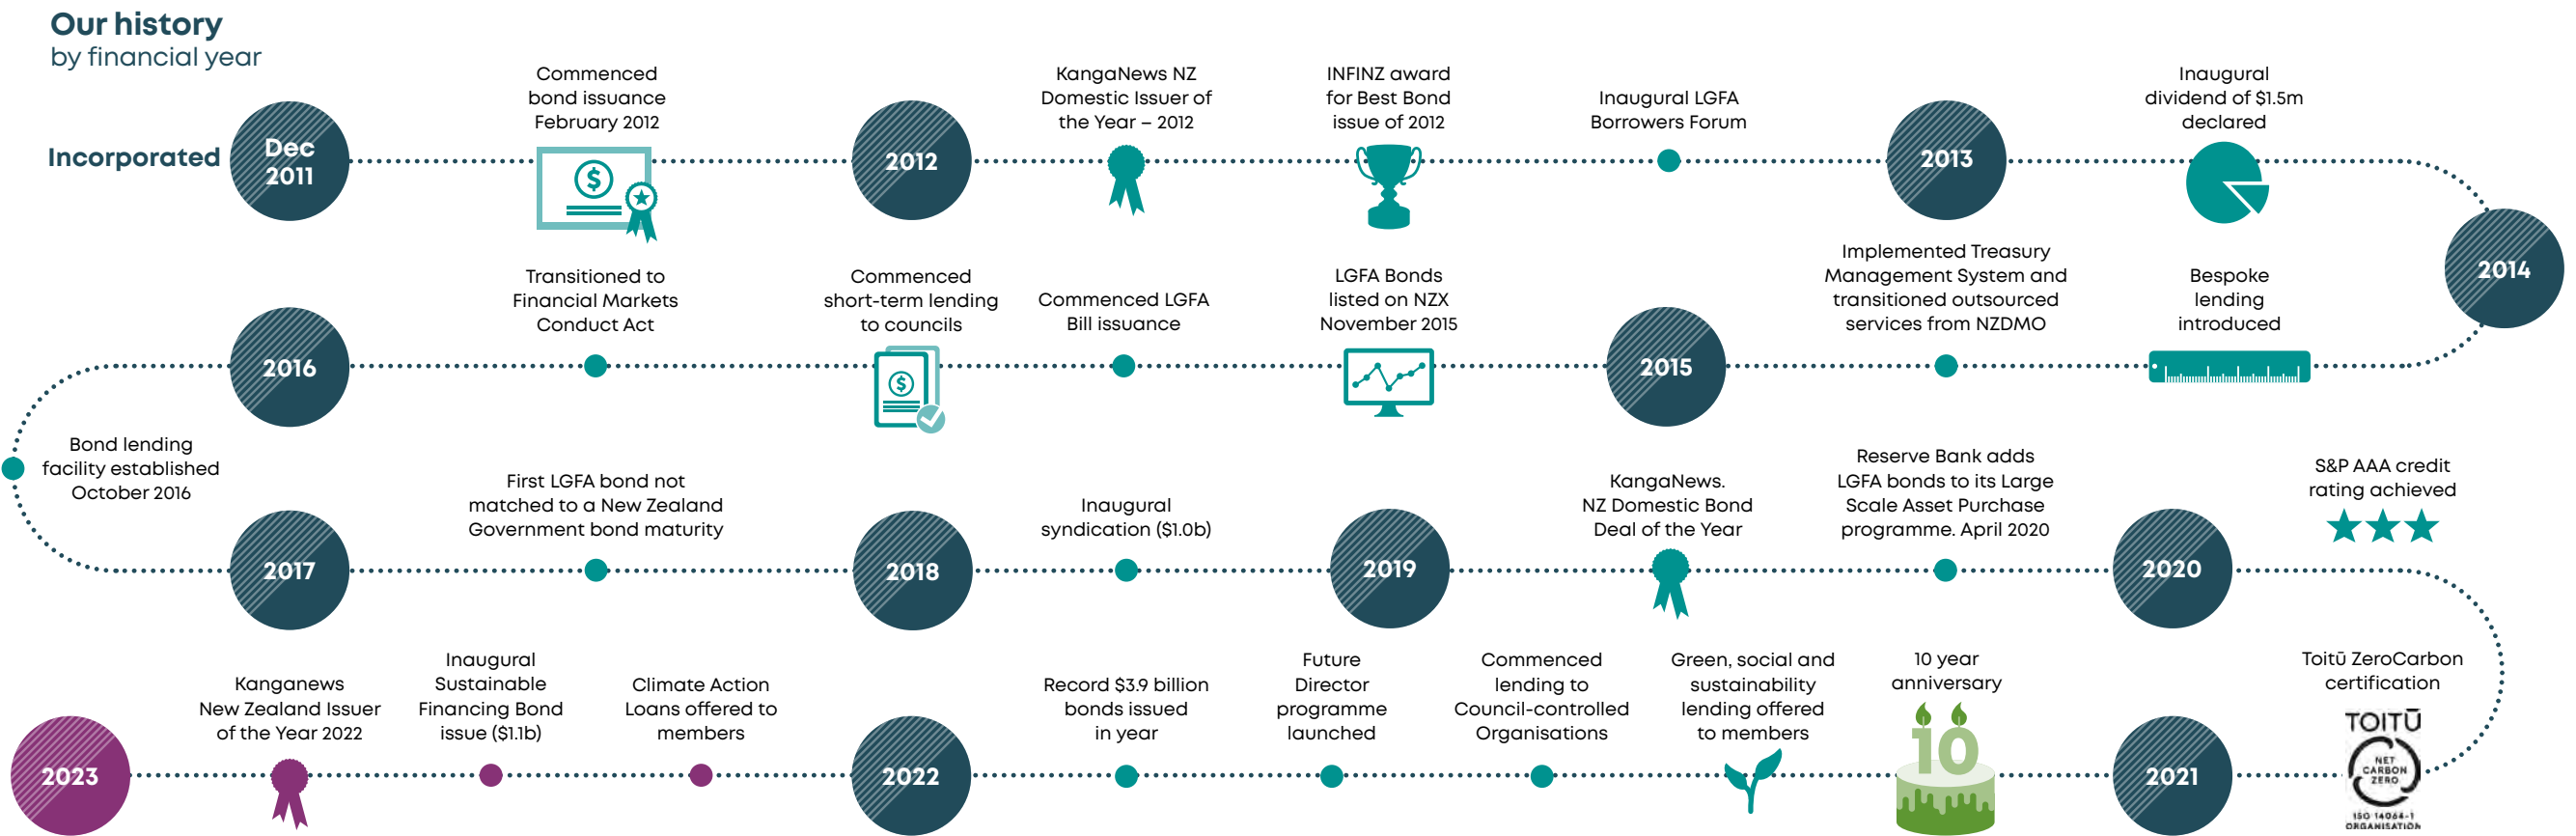 Our history
by financial year
Incorporated
Dec
2011
Commenced
bond issuance
February 2012
$
2012
KangaNews NZ
Domestic Issuer of
the Year – 2012
INFINZ award
for Best Bond
issue of 2012
Inaugural LGFA
Borrowers Forum
2013
Inaugural
dividend of $1.5m
declared
2014
Bespoke
lending
introduced
Implemented Treasury
Management System and
transitioned outsourced
services from NZDMO
2015
LGFA Bonds
listed on NZX
November 2015
Commenced LGFA
Bill issuance
Commenced
short-term lending
to councils
$
Transitioned to
Financial Markets
Conduct Act
2016
Bond lending
facility established
October 2016
2017
First LGFA bond not
matched to a New Zealand
Government bond maturity
2018
Inaugural
syndication ($1.0b)
2019
KangaNews.
NZ Domestic Bond
Deal of the Year
Reserve Bank adds
LGFA bonds to its Large
Scale Asset Purchase
programme. April 2020
2020
S&P AAA credit
rating achieved
Toitū ZeroCarbon
certification
TOITŪ
NET
CARBON
ZERO
ISO 14064-1
ORGANISATION
2021
10 year
anniversary
10
Green, social and
sustainability
lending offered
to members
Commenced
lending to
Council-controlled
Organisations
Future
Director
programme
launched
Record $3.9 billion
bonds issued
in year
2022
Climate Action
Loans offered to
members
Inaugural
Sustainable
Financing Bond
issue ($1.1b)
Kanganews
New Zealand Issuer
of the Year 2022
2023